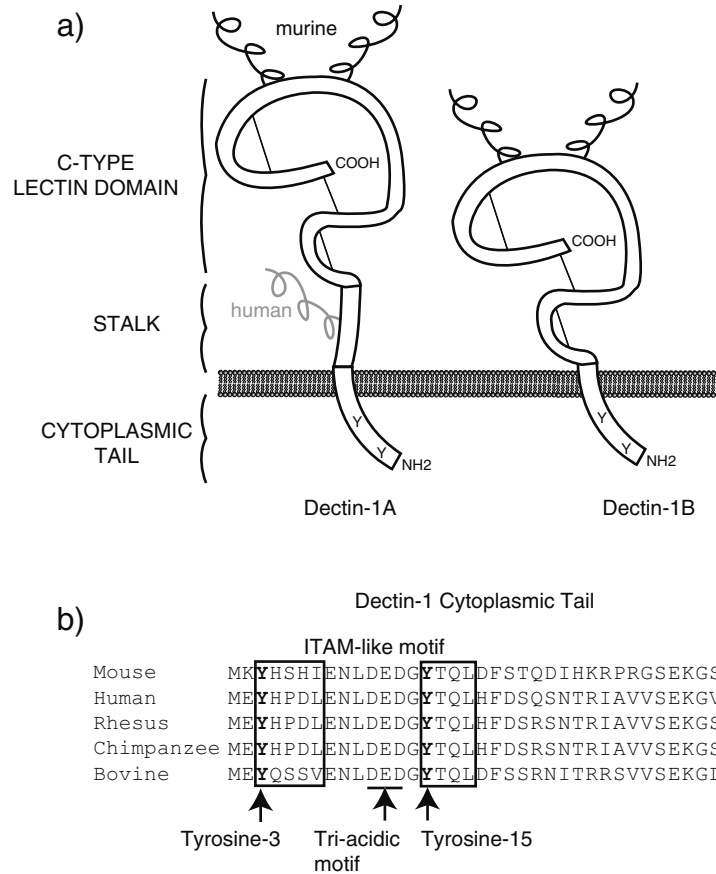 a)
murine
C-TYPE
LECTIN DOMAIN
COOH
COOH
human
STALK
CYTOPLASMIC
TAIL
Y
Y
NH2
Y
Y
NH2
Dectin-1A
Dectin-1B
b)
Dectin-1 Cytoplasmic Tail
ITAM-like motif
Mouse MKYHSHIENLDEDGYTQLDFSTQDIHKRPRGSEKGS
Human MEYHPDLENLDEDGYTQLHFDSQSNTRIAVVSEKGV
Rhesus MEYHPDLENLDEDGYTQLHFDSRSNTRIAVVSEKGS
Chimpanzee MEYHPDLENLDEDGYTQLHFDSRSNTRIAVVSEKGS
Bovine MEYQSSVENLDEDGYTQLDFSSRNITRRSVVSEKGL
Tyrosine-3
Tri-acidic
motif
Tyrosine-15